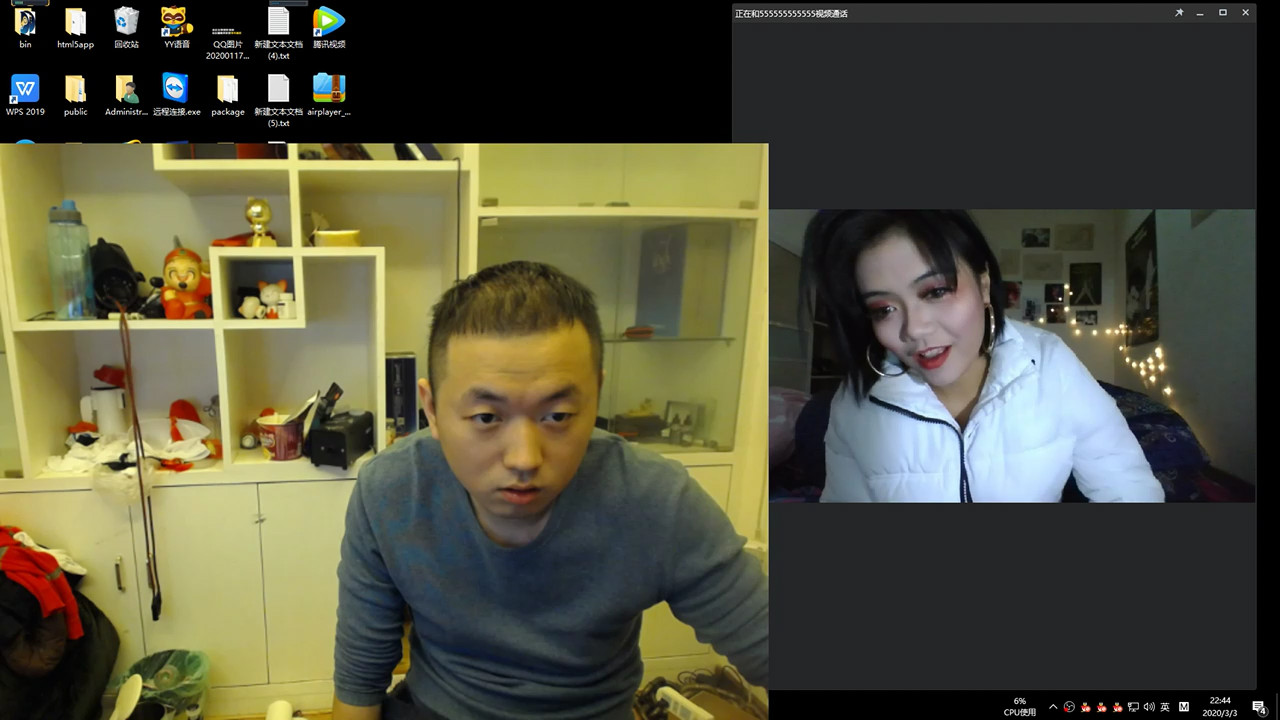 正在和555555555555视频通话
bin
html5app
回收站
YY语音
QQ图片
20200117...
新建文本文档
(4).txt
腾讯视频
WPS 2019
public
Administr...
远程连接.exe
package
新建文本文档
(5).txt
airplayer_...
6%
CPU使用
英
M
22:44
2020/3/3
4